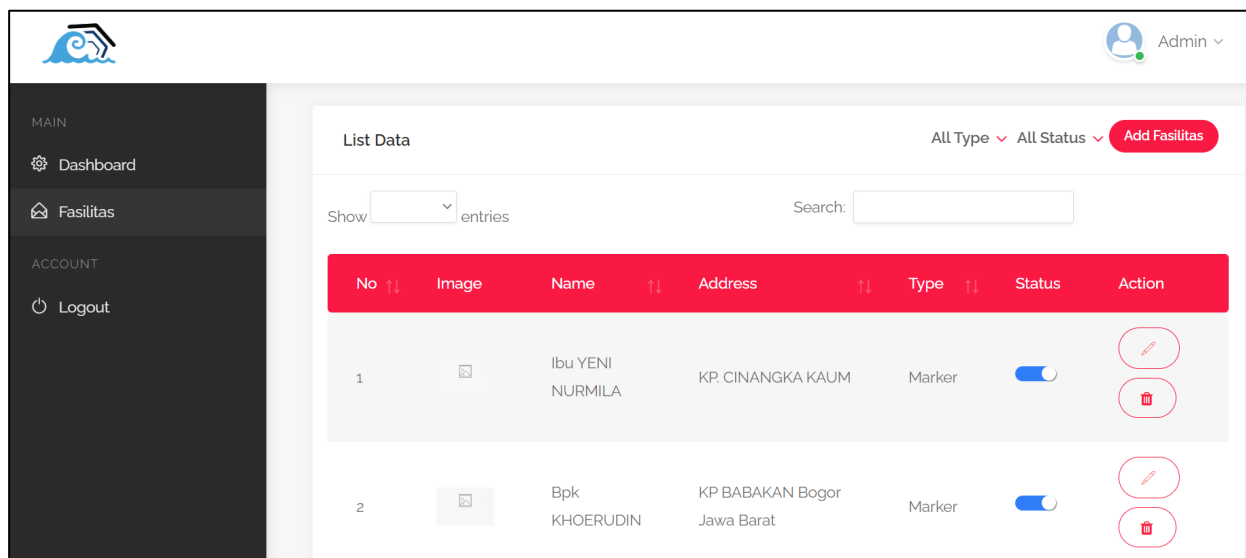 Admin
MAIN
Dashboard
Fasilitas
ACCOUNT
Logout
List Data
All Type
All Status
Add Fasilitas
Show
entries
Search:
No Image Name Address Type Status Action
1
Ibu YENI
NURMILA
KP. CINANGKA KAUM
Marker
2
Bpk
KHOERUDIN
KP BABAKAN Bogor
Jawa Barat
Marker